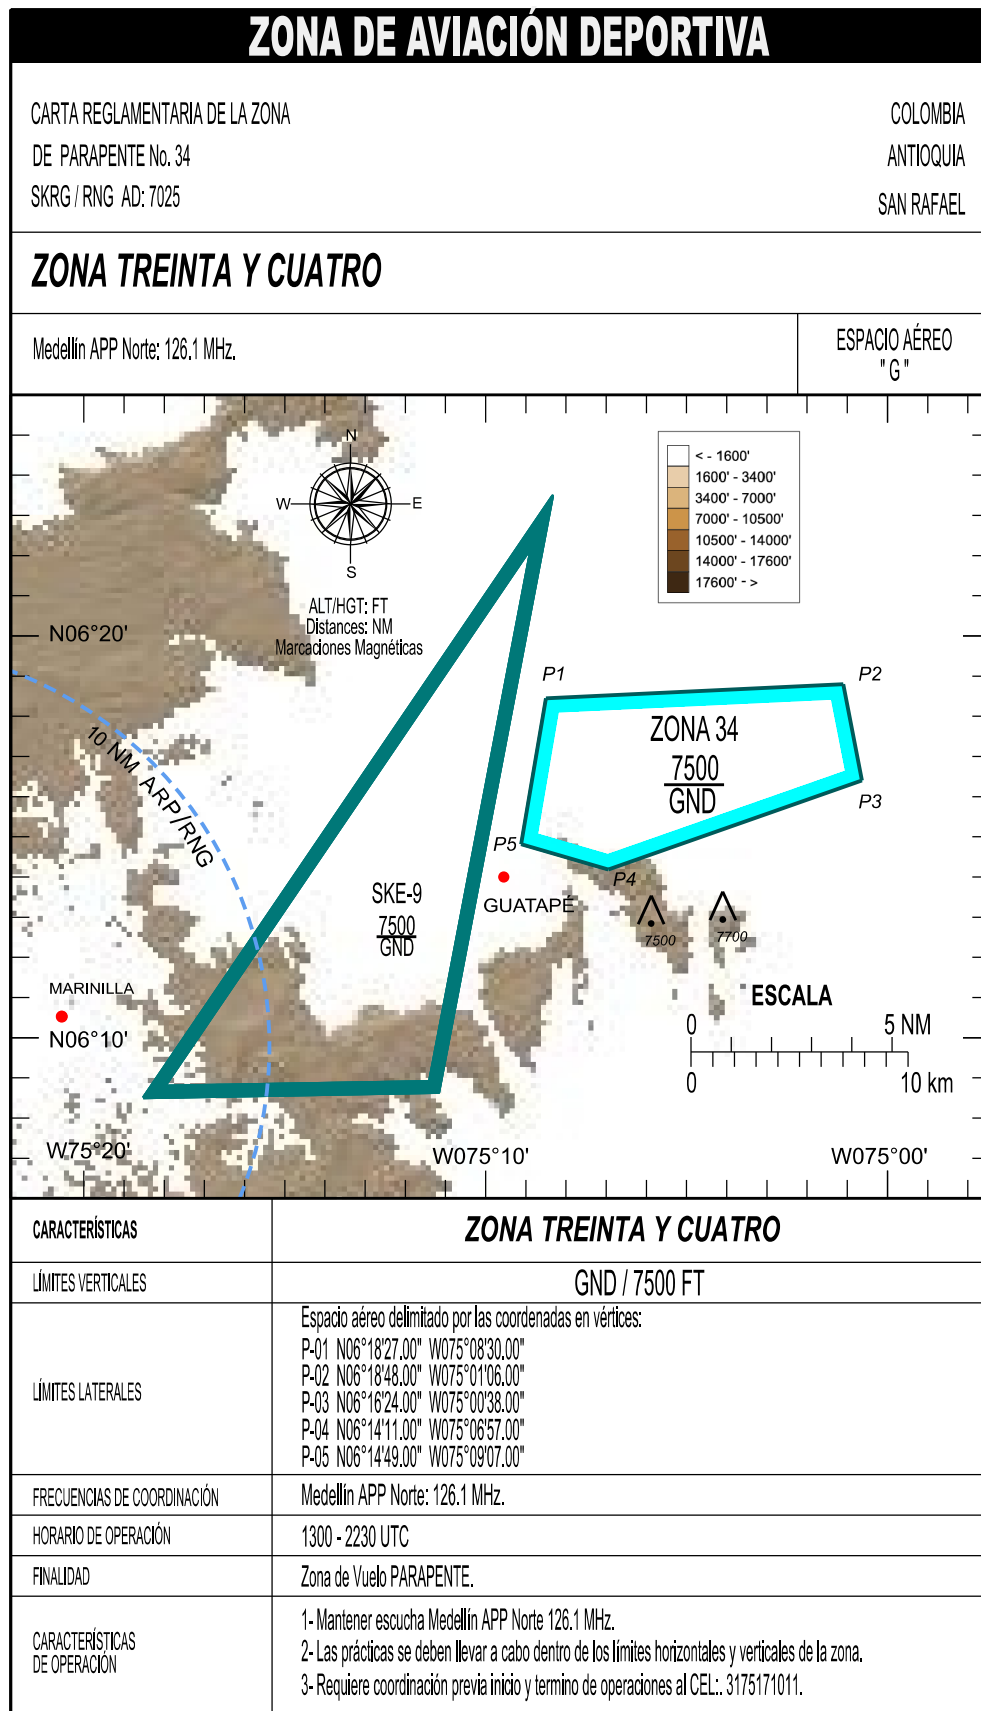 ZONA DE AVIACIÓN DEPORTIVA
CARTA REGLAMENTARIA DE LA ZONA
DE PARAPENTE No. 34
SKRG / RNG AD: 7025
COLOMBIA
ANTIOQUIA
SAN RAFAEL
ZONA TREINTA Y CUATRO
Medellín APP Norte: 126.1 MHz.
ESPACIO AÉREO
" G "
N
W
E
S
ALT/HGT: FT
Distances: NM
Marcaciones Magnéticas
< - 1600'
1600' - 3400'
3400' - 7000'
7000' - 10500'
10500' - 14000'
14000' - 17600'
17600' - >
N06°20'
P1
P2
ZONA 34
7500
GND
P3
10 NM ARP/RNG
P5
P4
SKE-9
7500
GND
GUATAPÉ
7500
7700
MARINILLA
N06°10'
ESCALA
0
5 NM
0
10 km
W75°20'
W075°10'
W075°00'
CARACTERÍSTICAS
ZONA TREINTA Y CUATRO
LÍMITES VERTICALES
GND / 7500 FT
LÍMITES LATERALES
Espacio aéreo delimitado por las coordenadas en vértices:
P-01 N06°18'27.00" W075°08'30.00"
P-02 N06°18'48.00" W075°01'06.00"
P-03 N06°16'24.00" W075°00'38.00"
P-04 N06°14'11.00" W075°06'57.00"
P-05 N06°14'49.00" W075°09'07.00"
FRECUENCIAS DE COORDINACIÓN
Medellín APP Norte: 126.1 MHz.
HORARIO DE OPERACIÓN
1300 - 2230 UTC
FINALIDAD
Zona de Vuelo PARAPENTE.
CARACTERÍSTICAS
DE OPERACIÓN
1- Mantener escucha Medellín APP Norte 126.1 MHz.
2- Las prácticas se deben llevar a cabo dentro de los límites horizontales y verticales de la zona.
3- Requiere coordinación previa inicio y termino de operaciones al CEL:. 3175171011.